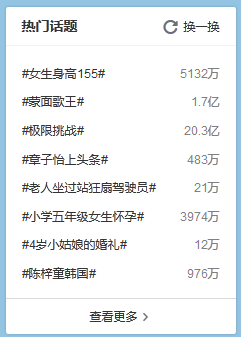 热门话题 换一换
#女生身高155# 5132万
#蒙面歌王# 1.7亿
#极限挑战# 20.3亿
#章子怡上头条# 483万
#老人坐过站狂扇驾驶员# 21万
#小学五年级女生怀孕# 3974万
#4岁小姑娘的婚礼# 12万
#陈梓童韩国# 976万
查看更多 >